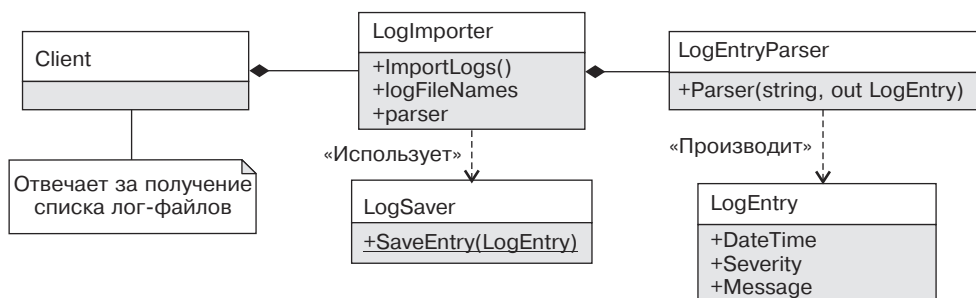 Client
Отвечает за получение
списка лог-файлов
LogImporter
+ImportLogs()
+logFileNames
+parser
«Использует»
LogSaver
+SaveEntry(LogEntry)
LogEntryParser
+Parser(string, out LogEntry)
«Производит»
LogEntry
+DateTime
+Severity
+Message